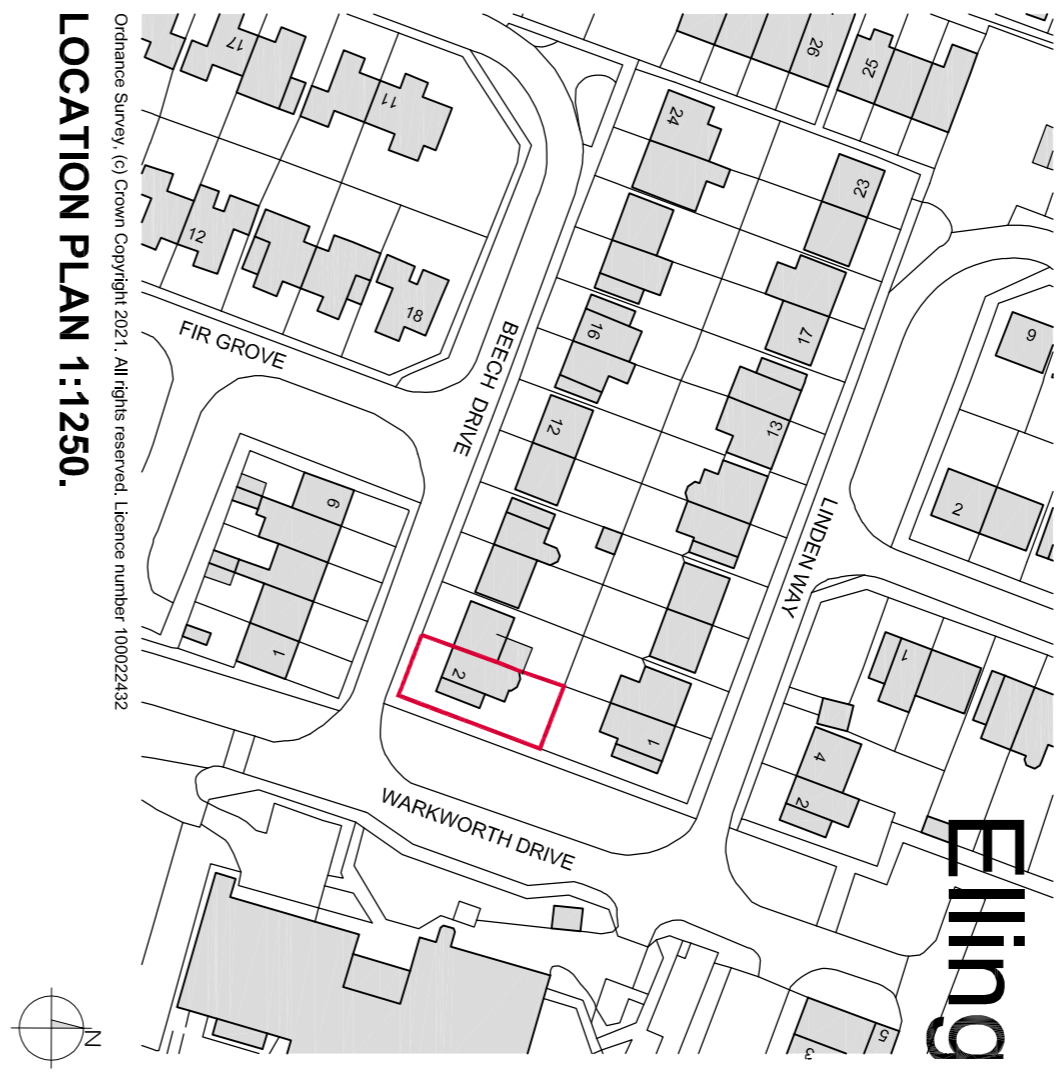 LOCATION PLAN 1:1250.
Ordnance Survey, (c) Crown Copyright 2021. All rights reserved. Licence number 100022432
17
11
12
18
FIR GROVE
BEECH DRIVE
24
26
25
23
16
17
12
13
9
2
LINDEN WAY
6
1
2
1
1
4
2
WARKWORTH DRIVE
Elling
5
3
N